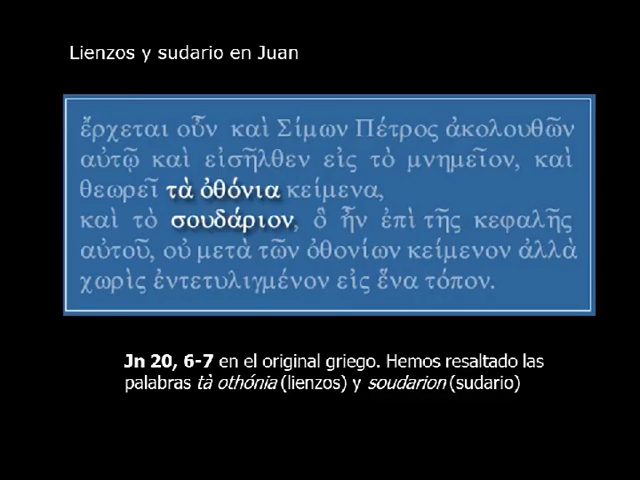 Lienzos y sudario en Juan
ἔρχεται οὖν καὶ Σίμων Πέτρος ἀκολουθῶν
αὐτῷ καὶ εἰσῆλθεν εἰς τὸ μνημεῖον, καὶ
θεωρεῖ τὰ ὀθόνια κείμενα,
καὶ τὸ σουδάριον, ὃ ἦν ἐπὶ τῆς κεφαλῆς
αὐτοῦ, οὐ μετὰ τῶν ὀθονίων κείμενον ἀλλὰ
χωρὶς ἐντετυλιγμένον εἰς ἕνα τόπον.
Jn 20, 6-7 en el original griego. Hemos resaltado las
palabras tà othónia (lienzos) y soudarion (sudario)